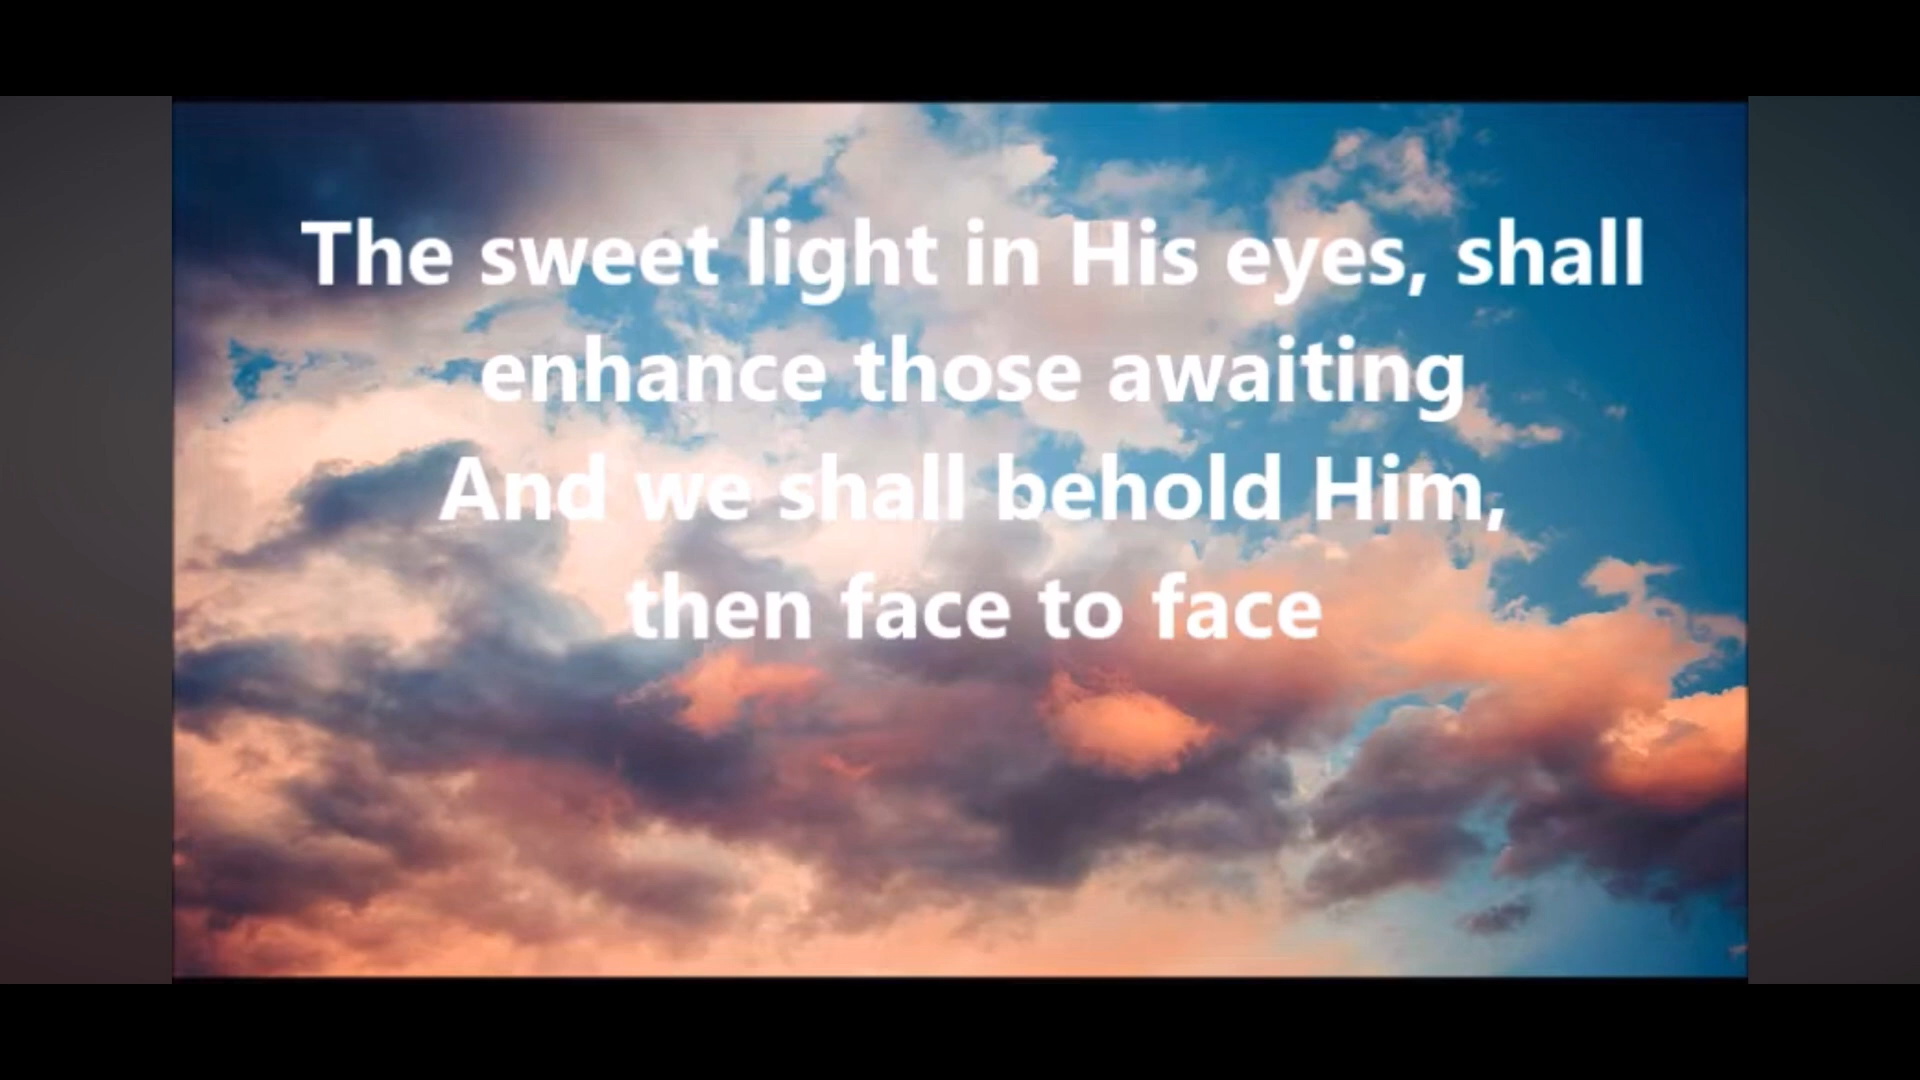 The sweet light in His eyes, shall
enhance those awaiting
And we shall behold Him,
then face to face